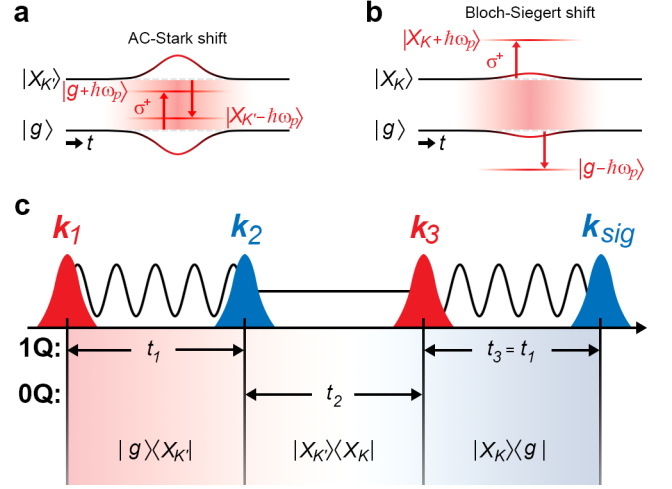 a
AC-Stark shift
|X_K'⟩
|g+ħω_p⟩
σ⁺
|X_K'−ħω_p⟩
|g⟩
t
b
Bloch-Siegert shift
|X_K+ħω_p⟩
σ⁺
|X_K⟩
|g⟩
t
|g−ħω_p⟩
c
k_1 k_2 k_3 k_sig
1Q: t_1 t_3 = t_1
0Q: t_2
|g⟩⟨X_K'| |X_K'⟩⟨X_K| |X_K⟩⟨g|